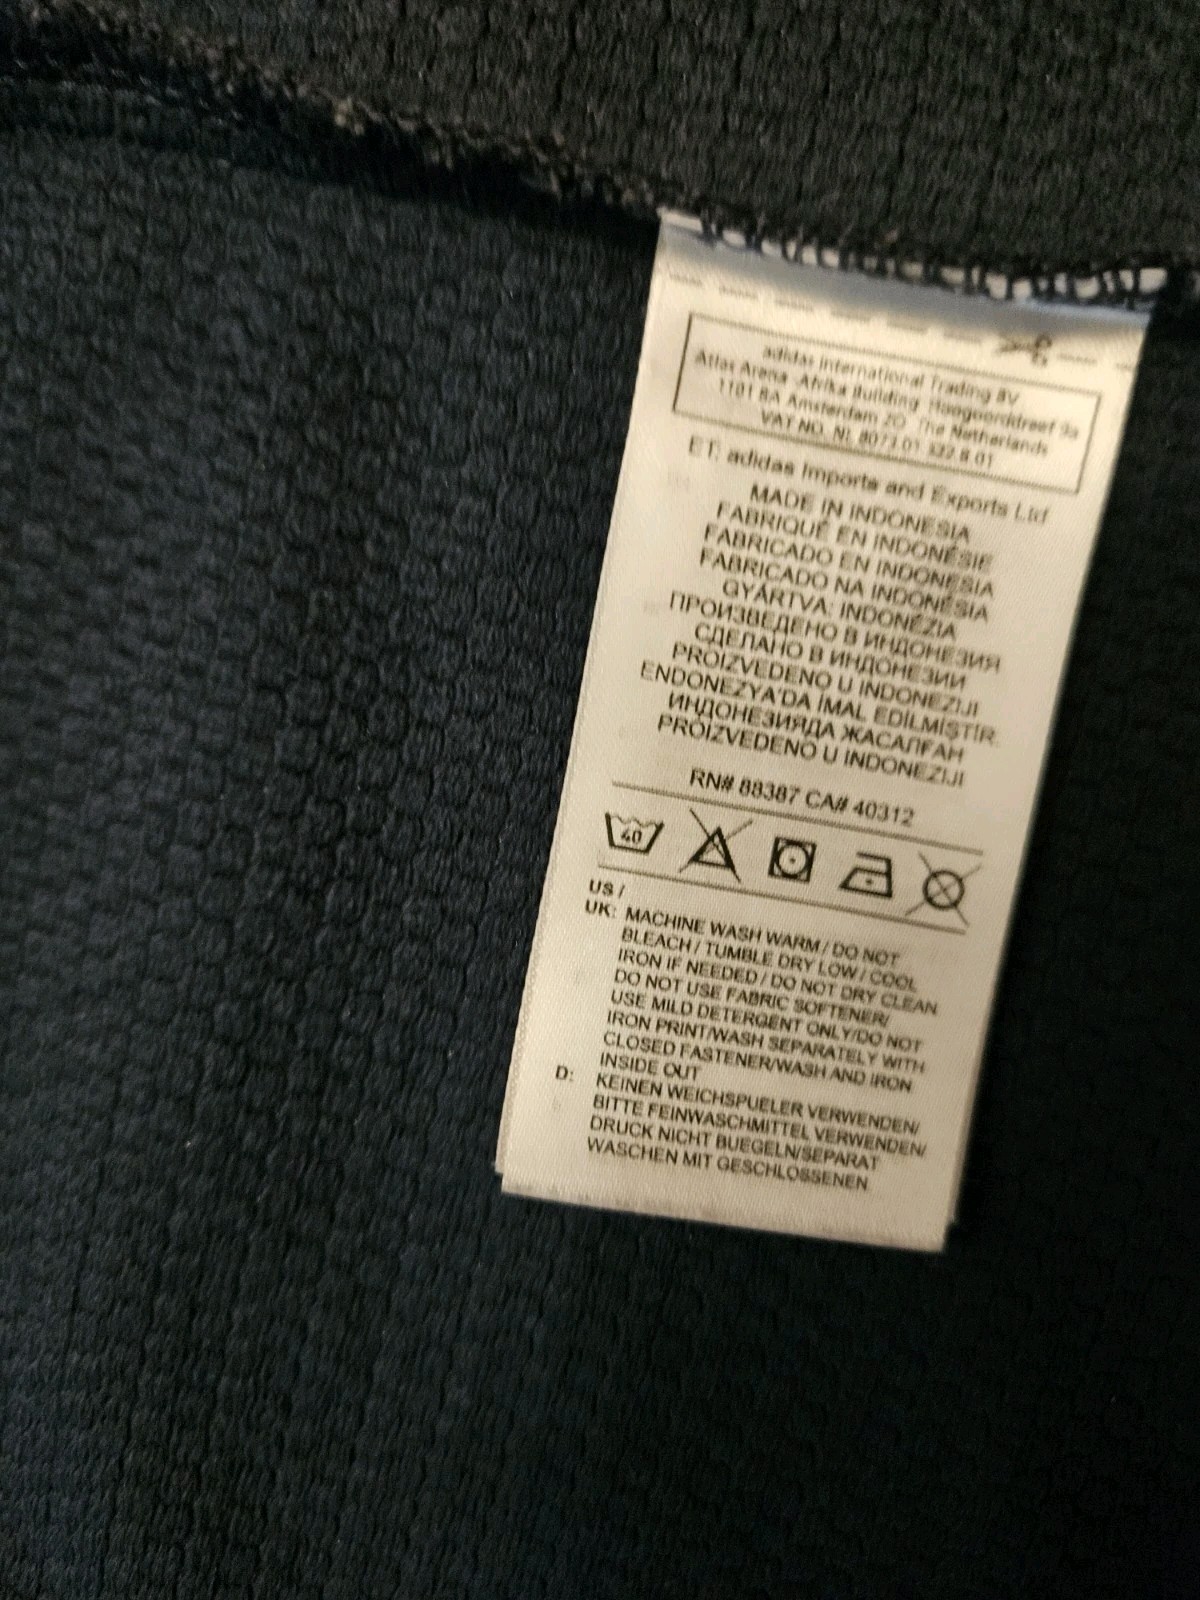 adidas International Trading BV
Atlas Arena Afrika Building Hoogoorddreef 9a
1101 BA Amsterdam ZO The Netherlands
VAT NO. NL 8073.01.322.B.01
ET: adidas Imports and Exports Ltd
MADE IN INDONESIA
FABRIQUÉ EN INDONÉSIE
FABRICADO EN INDONESIA
FABRICADO NA INDONÉSIA
GYÁRTVA: INDONÉZIA
ПРОИЗВЕДЕНО В ИНДОНЕЗИЯ
СДЕЛАНО В ИНДОНЕЗИИ
PROIZVEDENO U INDONEZIJI
ENDONEZYA'DA İMAL EDİLMİŞTİR.
ИНДОНЕЗИЯДА ЖАСАЛҒАН
PROIZVEDENO U INDONEZIJI
RN# 88387 CA# 40312
40
US /
UK: MACHINE WASH WARM / DO NOT
BLEACH / TUMBLE DRY LOW / COOL
IRON IF NEEDED / DO NOT DRY CLEAN
DO NOT USE FABRIC SOFTENER/
USE MILD DETERGENT ONLY/DO NOT
IRON PRINT/WASH SEPARATELY WITH
CLOSED FASTENER/WASH AND IRON
INSIDE OUT
D: KEINEN WEICHSPUELER VERWENDEN/
BITTE FEINWASCHMITTEL VERWENDEN/
DRUCK NICHT BUEGELN/SEPARAT
WASCHEN MIT GESCHLOSSENEN